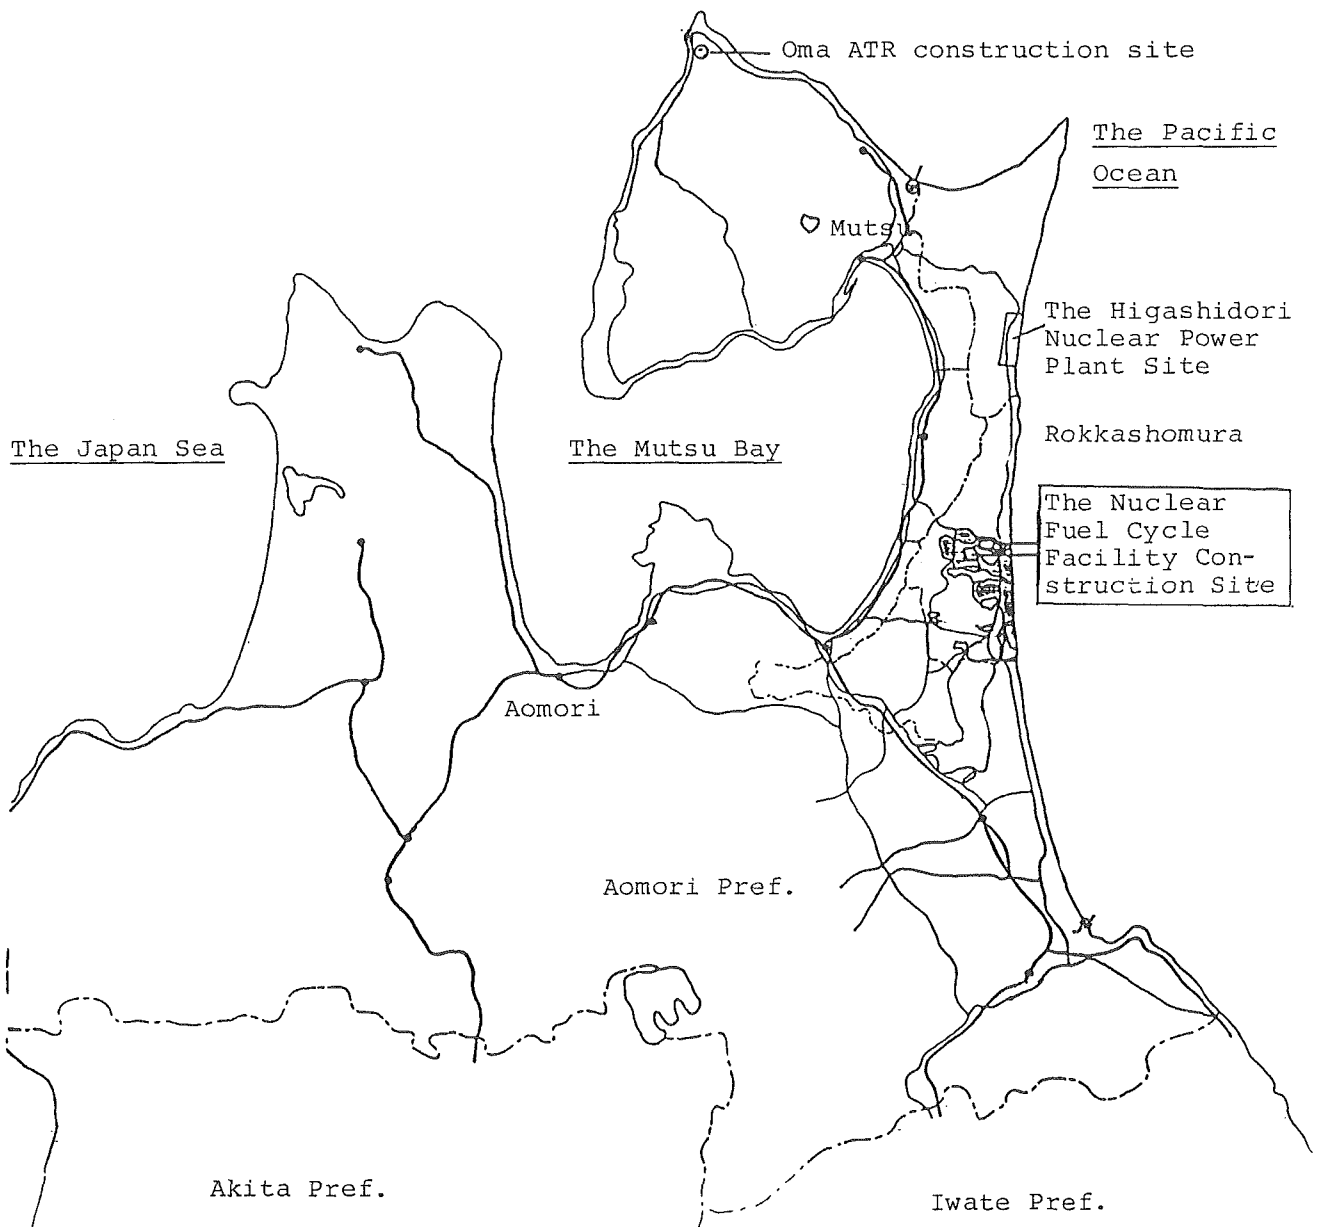 Oma ATR construction site
The Pacific
Ocean
Mutsu
The Higashidori
Nuclear Power
Plant Site
The Japan Sea
The Mutsu Bay
Rokkashomura
The Nuclear
Fuel Cycle
Facility Con-
struction Site
Aomori
Aomori Pref.
Akita Pref.
Iwate Pref.